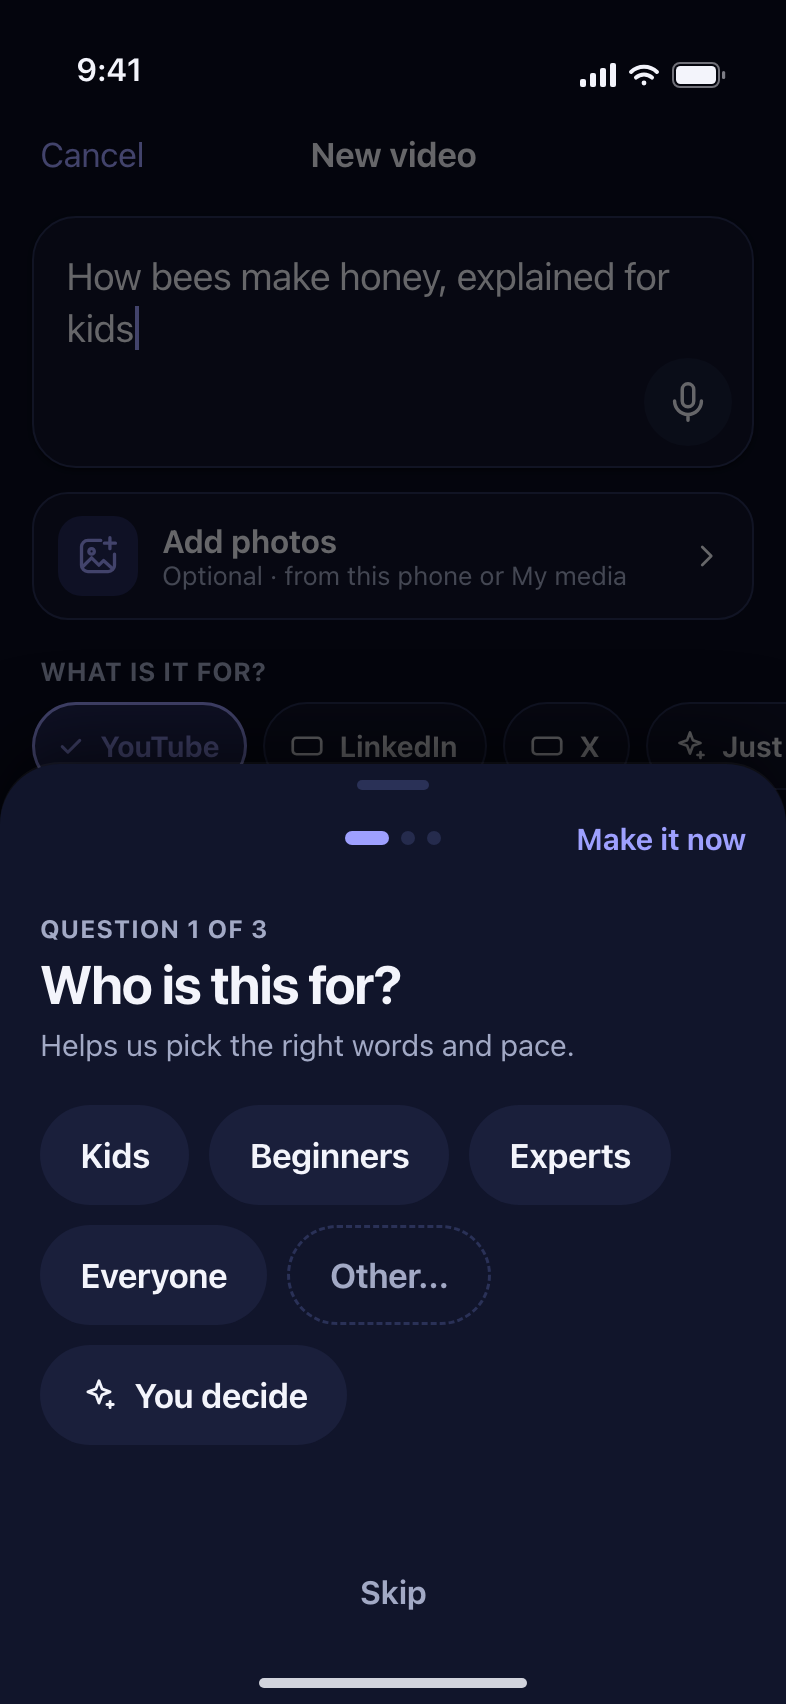 9:41
Cancel
New video
How bees make honey, explained for
kids
Add photos
Optional · from this phone or My media
WHAT IS IT FOR?
YouTube
LinkedIn
X
Just
Make it now
QUESTION 1 OF 3
Who is this for?
Helps us pick the right words and pace.
Kids
Beginners
Experts
Everyone
Other...
You decide
Skip